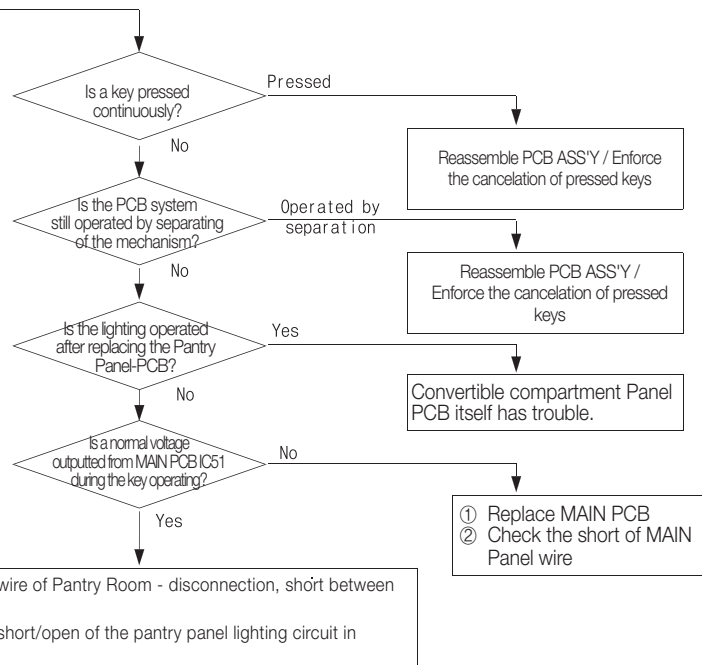 Is a key pressed
continuously?
Pressed
No
Reassemble PCB ASS'Y / Enforce
the cancelation of pressed keys
Is the PCB system
still operated by separating
of the mechanism?
Operated by
separation
No
Reassemble PCB ASS'Y /
Enforce the cancelation of pressed
keys
Is the lighting operated
after replacing the Pantry
Panel-PCB?
Yes
No
Convertible compartment Panel
PCB itself has trouble.
Is a normal voltage
outputted from MAIN PCB IC51
during the key operating?
No
Yes
① Replace MAIN PCB
② Check the short of MAIN
Panel wire
wire of Pantry Room - disconnection, short between
short/open of the pantry panel lighting circuit in